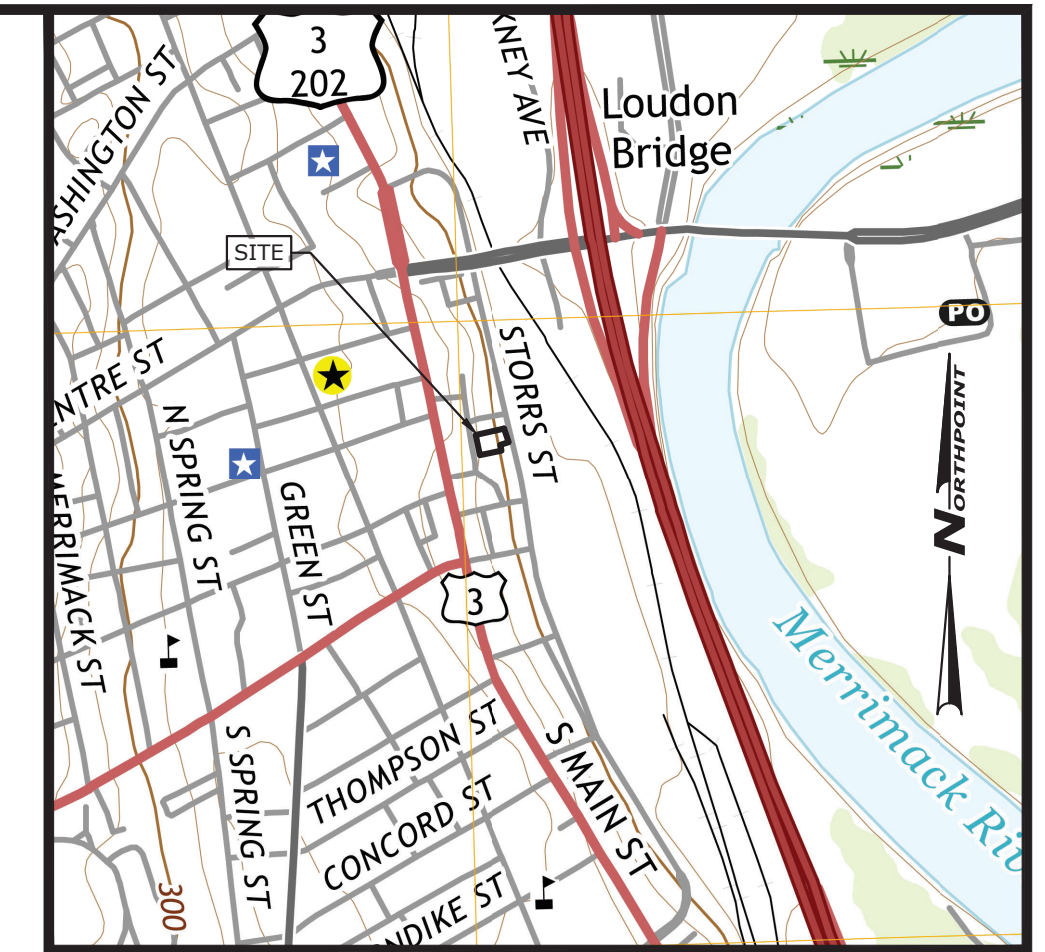 3
202
KNEY AVE
Loudon
Bridge
ASHINGTON ST
SITE
PO
STORRS ST
NTRE ST
N SPRING ST
NORTHPOINT
MERRIMACK ST
GREEN ST
3
Merrimack Riv
S SPRING ST
THOMPSON ST
S MAIN ST
CONCORD ST
NDIKE ST
300